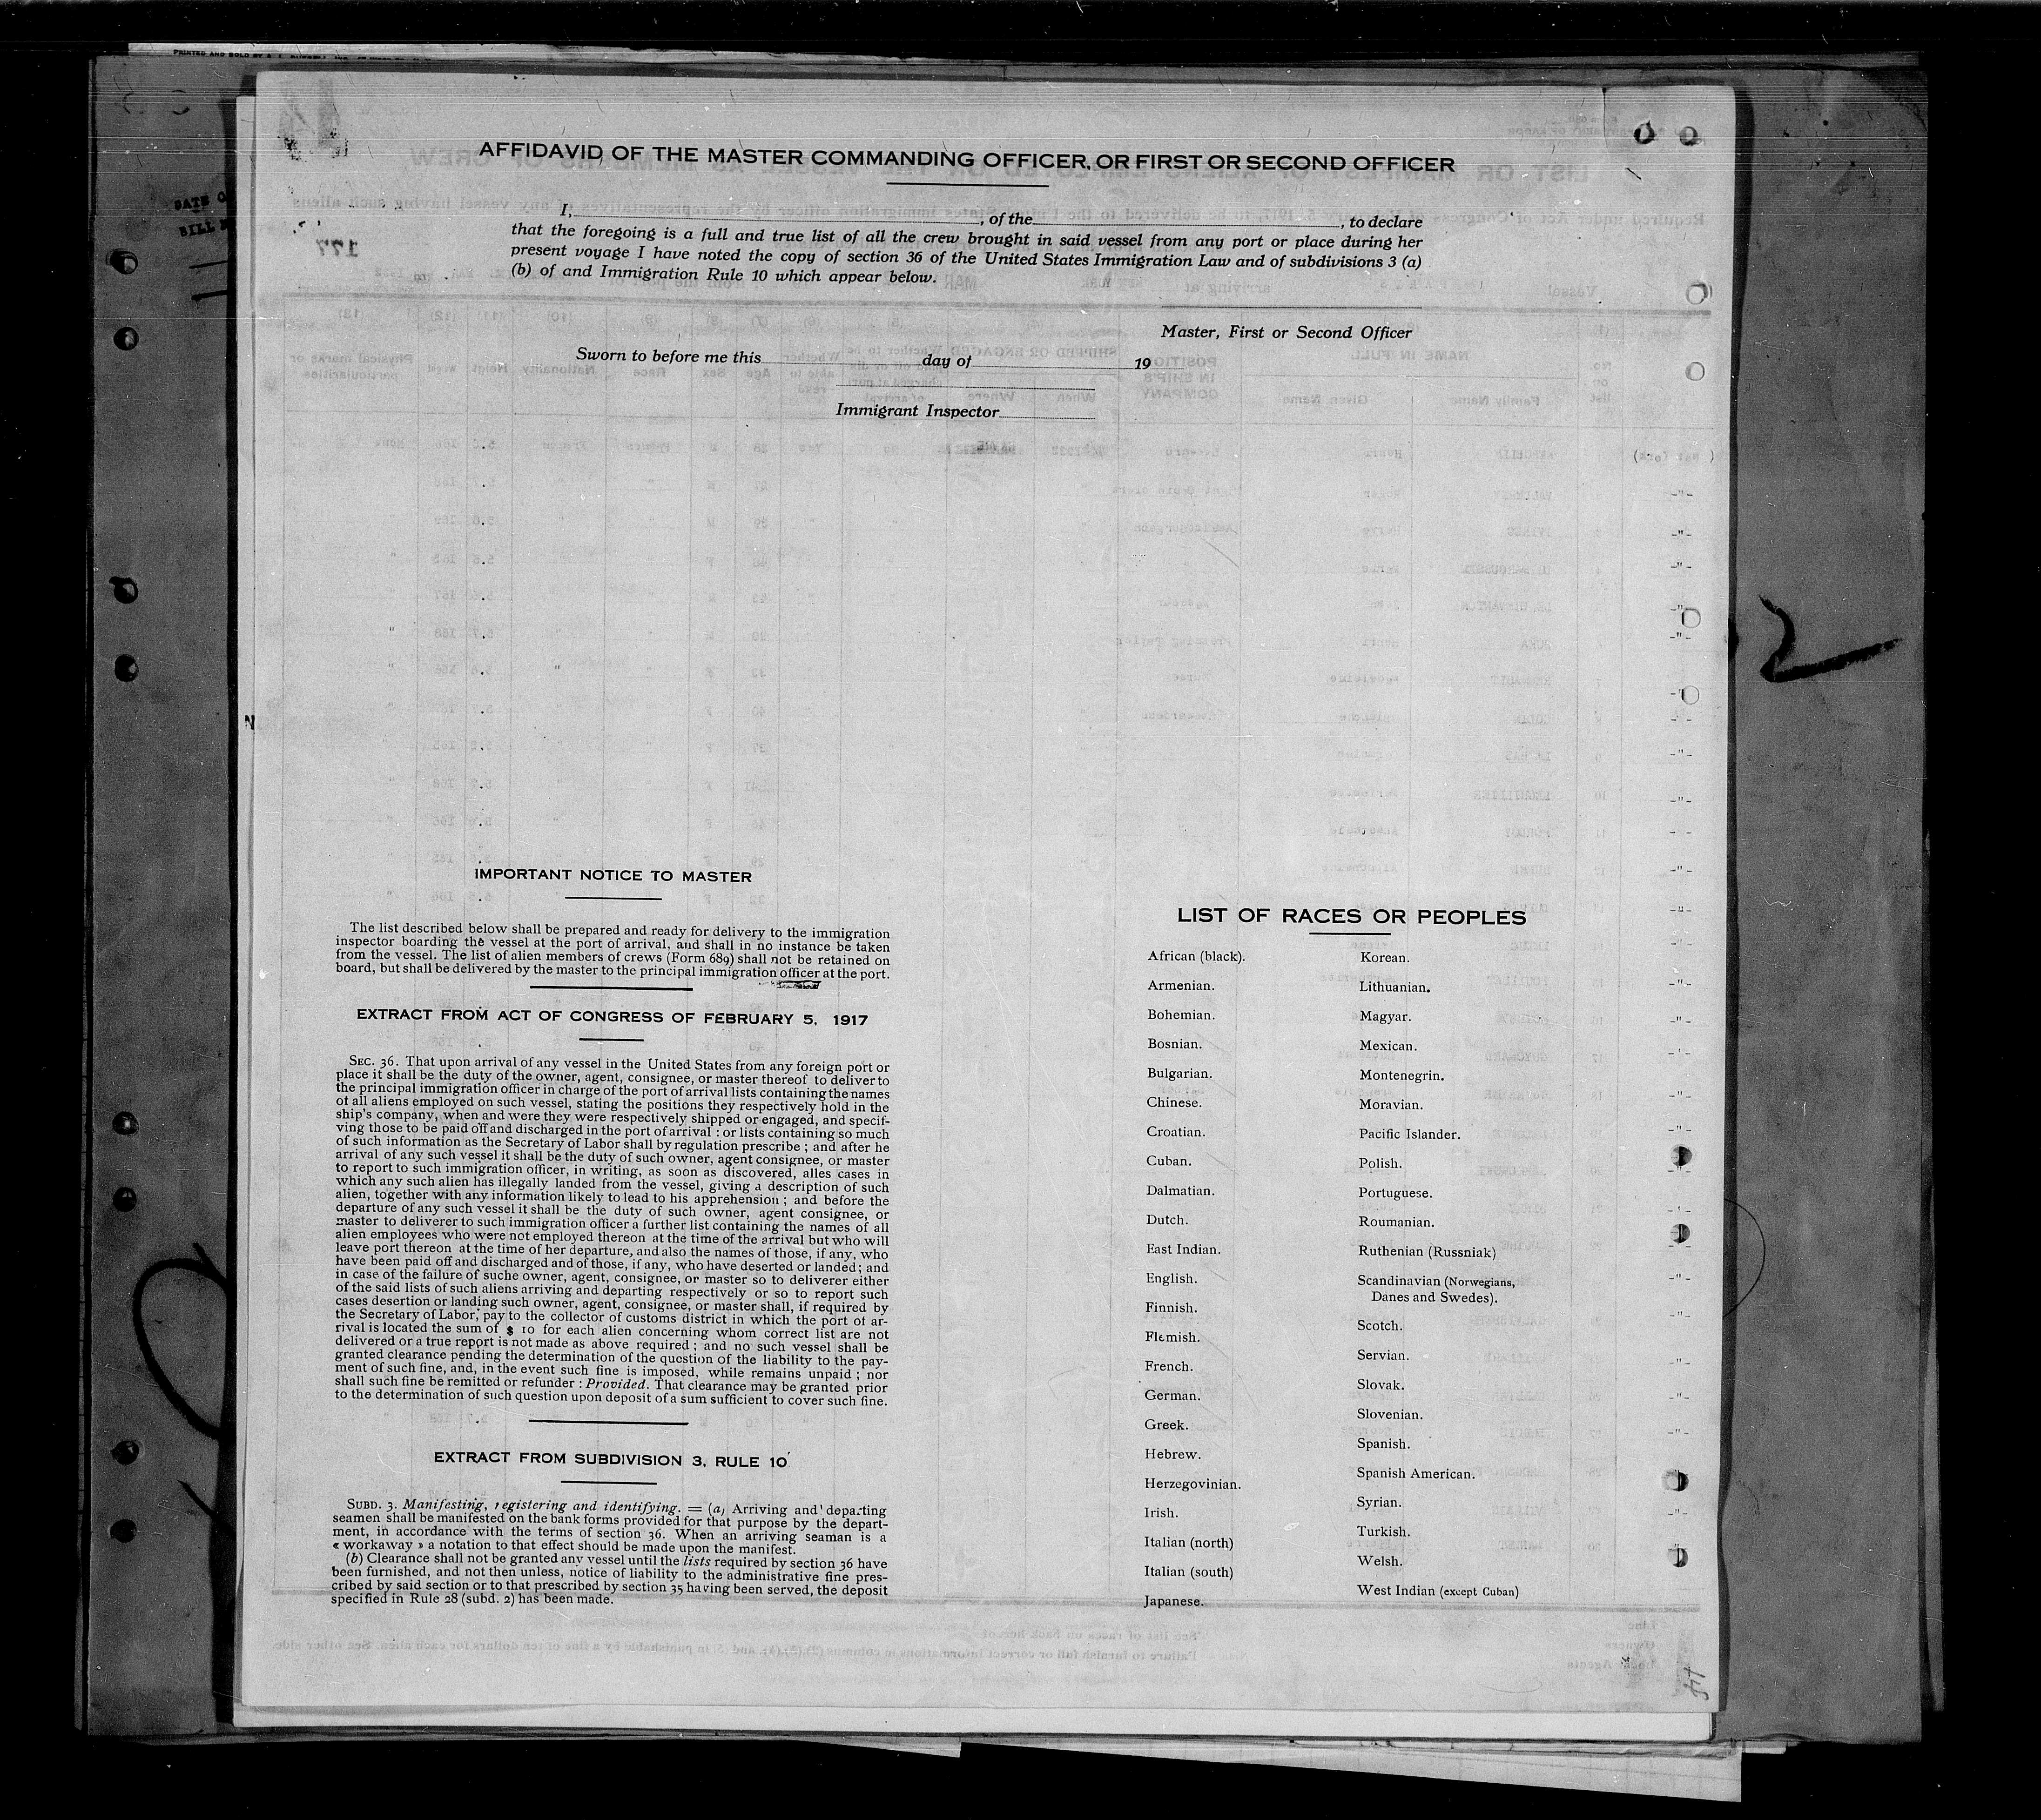 AFFIDAVID OF THE MASTER COMMANDING OFFICER, OR FIRST OR SECOND OFFICER
I, , of the , to declare
that the foregoing is a full and true list of all the crew brought in said vessel from any port or place during her
present voyage I have noted the copy of section 36 of the United States Immigration Law and of subdivisions 3 (a)
(b) of and Immigration Rule 10 which appear below.
Master, First or Second Officer
Sworn to before me this day of 19
Immigrant Inspector
IMPORTANT NOTICE TO MASTER
The list described below shall be prepared and ready for delivery to the immigration
inspector boarding the vessel at the port of arrival, and shall in no instance be taken
from the vessel. The list of alien members of crews (Form 689) shall not be retained on
board, but shall be delivered by the master to the principal immigration officer at the port.
EXTRACT FROM ACT OF CONGRESS OF FEBRUARY 5, 1917
SEC. 36. That upon arrival of any vessel in the United States from any foreign port or
place it shall be the duty of the owner, agent, consignee, or master thereof to deliver to
the principal immigration officer in charge of the port of arrival lists containing the names
of all aliens employed on such vessel, stating the positions they respectively hold in the
ship's company, when and were they were respectively shipped or engaged, and specif-
ving those to be paid off and discharged in the port of arrival : or lists containing so much
of such information as the Secretary of Labor shall by regulation prescribe ; and after he
arrival of any such vessel it shall be the duty of such owner, agent consignee, or master
to report to such immigration officer, in writing, as soon as discovered, alles cases in
which any such alien has illegally landed from the vessel, giving a description of such
alien, together with any information likely to lead to his apprehension ; and before the
departure of any such vessel it shall be the duty of such owner, agent consignee, or
master to deliverer to such immigration officer a further list containing the names of all
alien employees who were not employed thereon at the time of the arrival but who will
leave port thereon at the time of her departure, and also the names of those, if any, who
have been paid off and discharged and of those, if any, who have deserted or landed ; and
in case of the failure of suche owner, agent, consignee, or master so to deliverer either
of the said lists of such aliens arriving and departing respectively or so to report such
cases desertion or landing such owner, agent, consignee, or master shall, if required by
the Secretary of Labor, pay to the collector of customs district in which the port of ar-
rival is located the sum of $ 10 for each alien concerning whom correct list are not
delivered or a true report is not made as above required ; and no such vessel shall be
granted clearance pending the determination of the question of the liability to the pay-
ment of such fine, and, in the event such fine is imposed, while remains unpaid ; nor
shall such fine be remitted or refunder : Provided. That clearance may be granted prior
to the determination of such question upon deposit of a sum sufficient to cover such fine.
EXTRACT FROM SUBDIVISION 3, RULE 10
SUBD. 3. Manifesting, registering and identifying. = (a) Arriving and departing
seamen shall be manifested on the bank forms provided for that purpose by the depart-
ment, in accordance with the terms of section 36. When an arriving seaman is a
« workaway » a notation to that effect should be made upon the manifest.
(b) Clearance shall not be granted any vessel until the lists required by section 36 have
been furnished, and not then unless, notice of liability to the administrative fine pres-
cribed by said section or to that prescribed by section 35 having been served, the deposit
specified in Rule 28 (subd. 2) has been made.
LIST OF RACES OR PEOPLES
African (black).
Armenian.
Bohemian.
Bosnian.
Bulgarian.
Chinese.
Croatian.
Cuban.
Dalmatian.
Dutch.
East Indian.
English.
Finnish.
Flemish.
French.
German.
Greek.
Hebrew.
Herzegovinian.
Irish.
Italian (north)
Italian (south)
Japanese.
Korean.
Lithuanian.
Magyar.
Mexican.
Montenegrin.
Moravian.
Pacific Islander.
Polish.
Portuguese.
Roumanian.
Ruthenian (Russniak)
Scandinavian (Norwegians,
Danes and Swedes).
Scotch.
Servian.
Slovak.
Slovenian.
Spanish.
Spanish American.
Syrian.
Turkish.
Welsh.
West Indian (except Cuban)